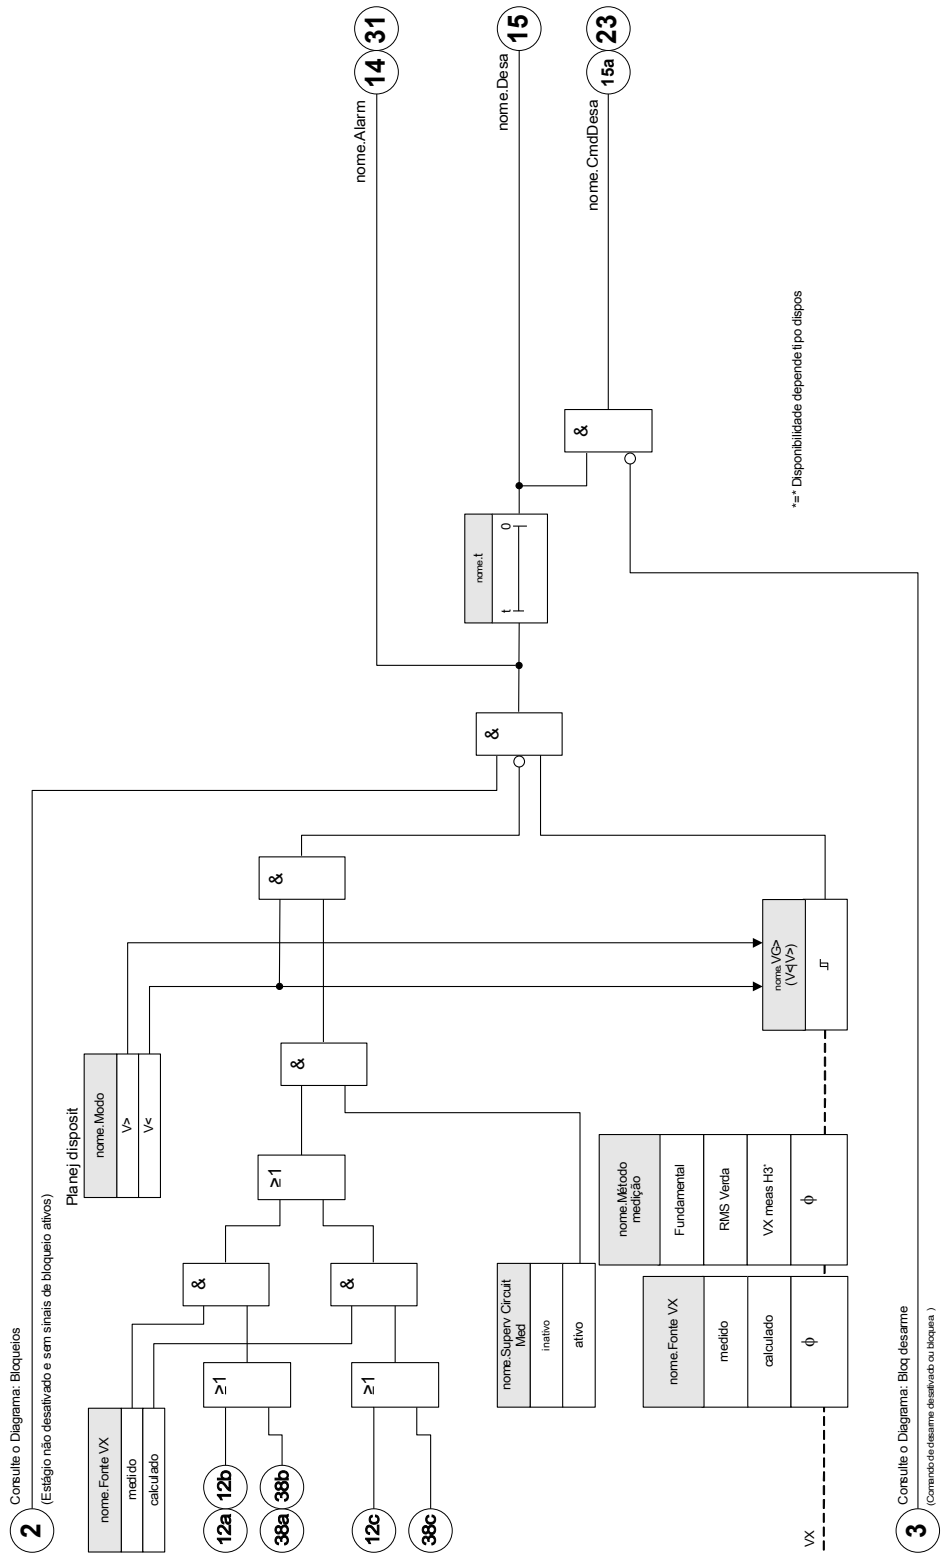 2
Consulte o Diagrama: Bloqueios
(Estágio não desativado e sem sinais de bloqueio ativos)
nome.Fonte VX
medido
calculado
12a
12b
38a
38b
12c
38c
≥1
≥1
&
&
≥1
Planej disposit
nome.Modo
V>
V<
&
&
nome.Superv Circuit
Med
inativo
ativo
VX
nome.Fonte VX
medido
calculado
ϕ
nome.Método
medição
Fundamental
RMS Verda
VX meas H3*
ϕ
nome.VG>
(V<|V>)
&
nome.t
t
0
&
nome.Alarm
14
31
nome.Desa
15
nome.CmdDesa
15a
23
*=* Disponibilidade depende tipo dispos
3
Consulte o Diagrama: Bloq desarme
(Comando de desarme desativado ou bloquea.)